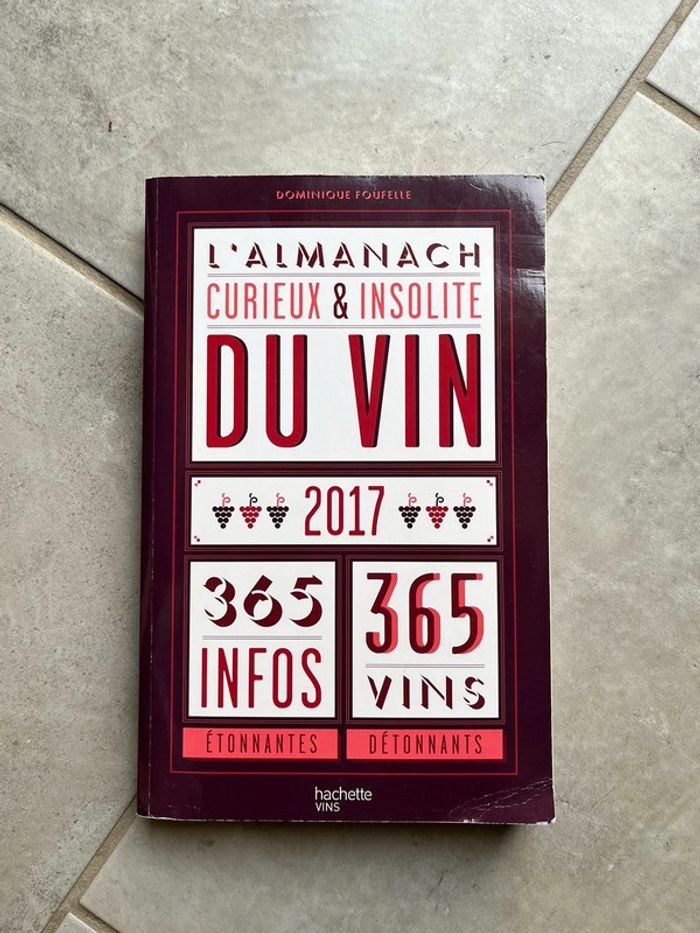 DOMINIQUE FOUFELLE
L'ALMANACH
CURIEUX & INSOLITE
DU VIN
2017
365
INFOS
ÉTONNANTES
365
VINS
DÉTONNANTS
hachette
VINS